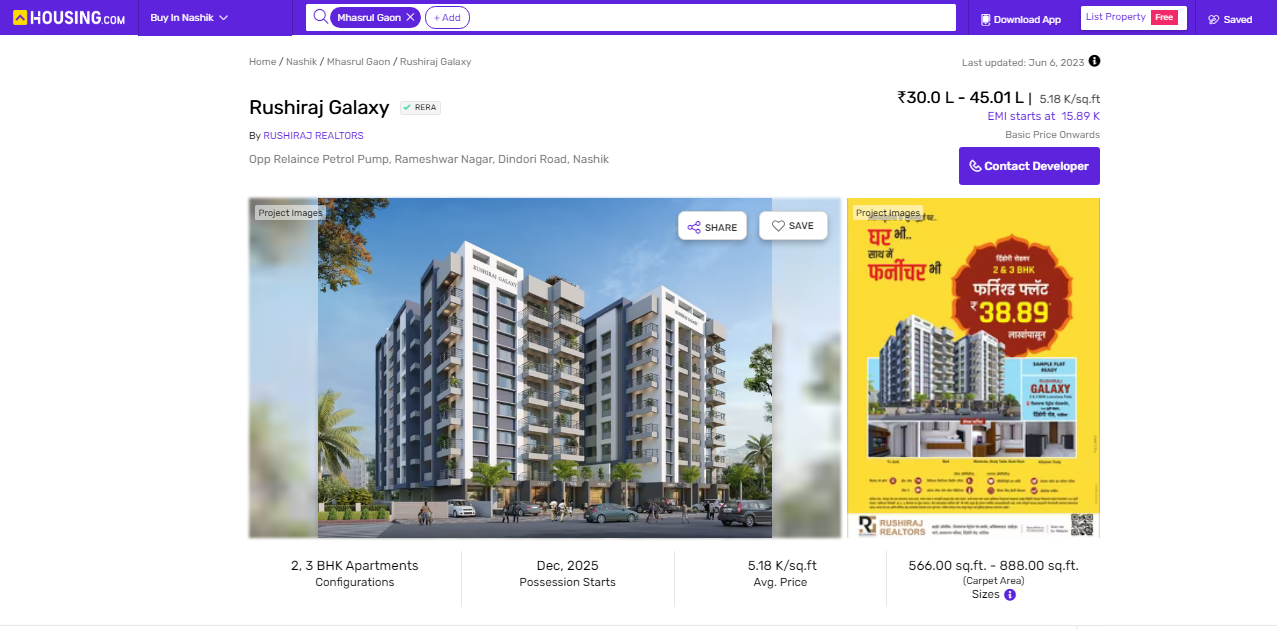 HOUSING.COM
Buy In Nashik
Mhasrul Gaon
+ Add
Download App
List Property Free
Saved
Home / Nashik / Mhasrul Gaon / Rushiraj Galaxy
Last updated: Jun 6, 2023
Rushiraj Galaxy
RERA
₹30.0 L - 45.01 L | 5.18 K/sq.ft
EMI starts at 15.89 K
By RUSHIRAJ REALTORS
Basic Price Onwards
Opp Relaince Petrol Pump, Rameshwar Nagar, Dindori Road, Nashik
Contact Developer
Project Images
SHARE
SAVE
RUSHIRAJ GALAXY
Project Images
घर भी..
साथ में
फर्नीचर भी
दिंडोरी रोडवर
2 & 3 BHK
फर्निश्ड फ्लॅट
₹38.89*
लाखांपासून
SAMPLE FLAT
READY
RUSHIRAJ
GALAXY
RUSHIRAJ
REALTORS
2, 3 BHK Apartments
Configurations
Dec, 2025
Possession Starts
5.18 K/sq.ft
Avg. Price
566.00 sq.ft. - 888.00 sq.ft.
(Carpet Area)
Sizes